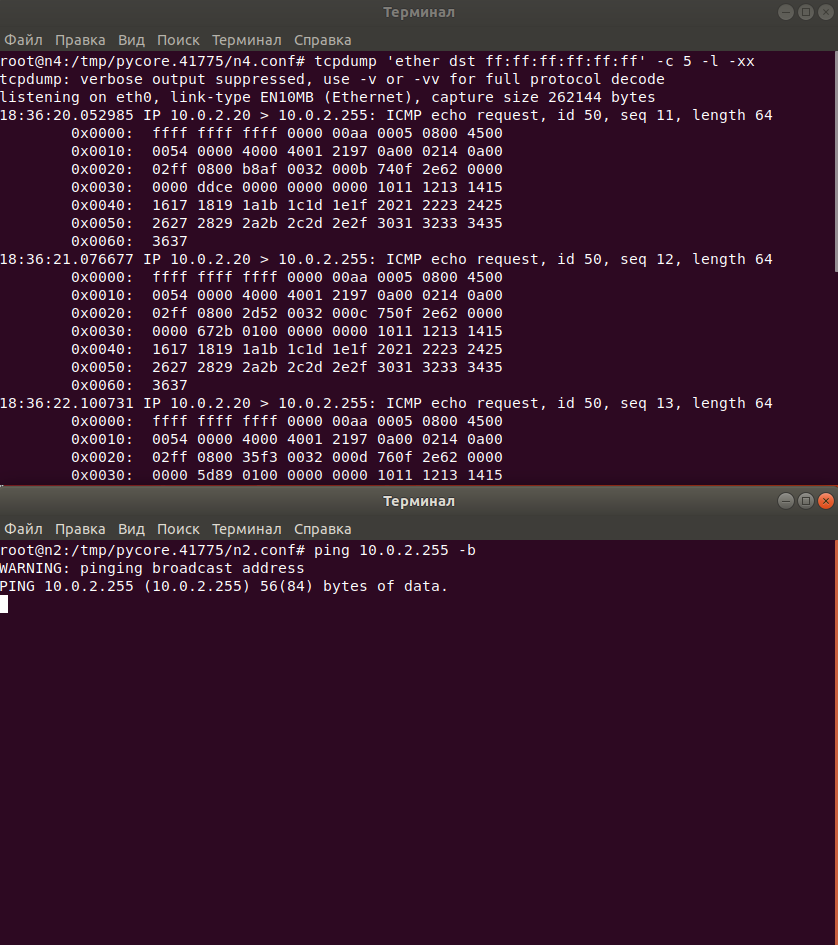 Терминал
Файл Правка Вид Поиск Терминал Справка
root@n4:/tmp/pycore.41775/n4.conf# tcpdump 'ether dst ff:ff:ff:ff:ff:ff' -c 5 -l -xx
tcpdump: verbose output suppressed, use -v or -vv for full protocol decode
listening on eth0, link-type EN10MB (Ethernet), capture size 262144 bytes
18:36:20.052985 IP 10.0.2.20 > 10.0.2.255: ICMP echo request, id 50, seq 11, length 64
0x0000: ffff ffff ffff 0000 00aa 0005 0800 4500
0x0010: 0054 0000 4000 4001 2197 0a00 0214 0a00
0x0020: 02ff 0800 b8af 0032 000b 740f 2e62 0000
0x0030: 0000 ddce 0000 0000 0000 1011 1213 1415
0x0040: 1617 1819 1a1b 1c1d 1e1f 2021 2223 2425
0x0050: 2627 2829 2a2b 2c2d 2e2f 3031 3233 3435
0x0060: 3637
18:36:21.076677 IP 10.0.2.20 > 10.0.2.255: ICMP echo request, id 50, seq 12, length 64
0x0000: ffff ffff ffff 0000 00aa 0005 0800 4500
0x0010: 0054 0000 4000 4001 2197 0a00 0214 0a00
0x0020: 02ff 0800 2d52 0032 000c 750f 2e62 0000
0x0030: 0000 672b 0100 0000 0000 1011 1213 1415
0x0040: 1617 1819 1a1b 1c1d 1e1f 2021 2223 2425
0x0050: 2627 2829 2a2b 2c2d 2e2f 3031 3233 3435
0x0060: 3637
18:36:22.100731 IP 10.0.2.20 > 10.0.2.255: ICMP echo request, id 50, seq 13, length 64
0x0000: ffff ffff ffff 0000 00aa 0005 0800 4500
0x0010: 0054 0000 4000 4001 2197 0a00 0214 0a00
0x0020: 02ff 0800 35f3 0032 000d 760f 2e62 0000
0x0030: 0000 5d89 0100 0000 0000 1011 1213 1415
Терминал
Файл Правка Вид Поиск Терминал Справка
root@n2:/tmp/pycore.41775/n2.conf# ping 10.0.2.255 -b
WARNING: pinging broadcast address
PING 10.0.2.255 (10.0.2.255) 56(84) bytes of data.